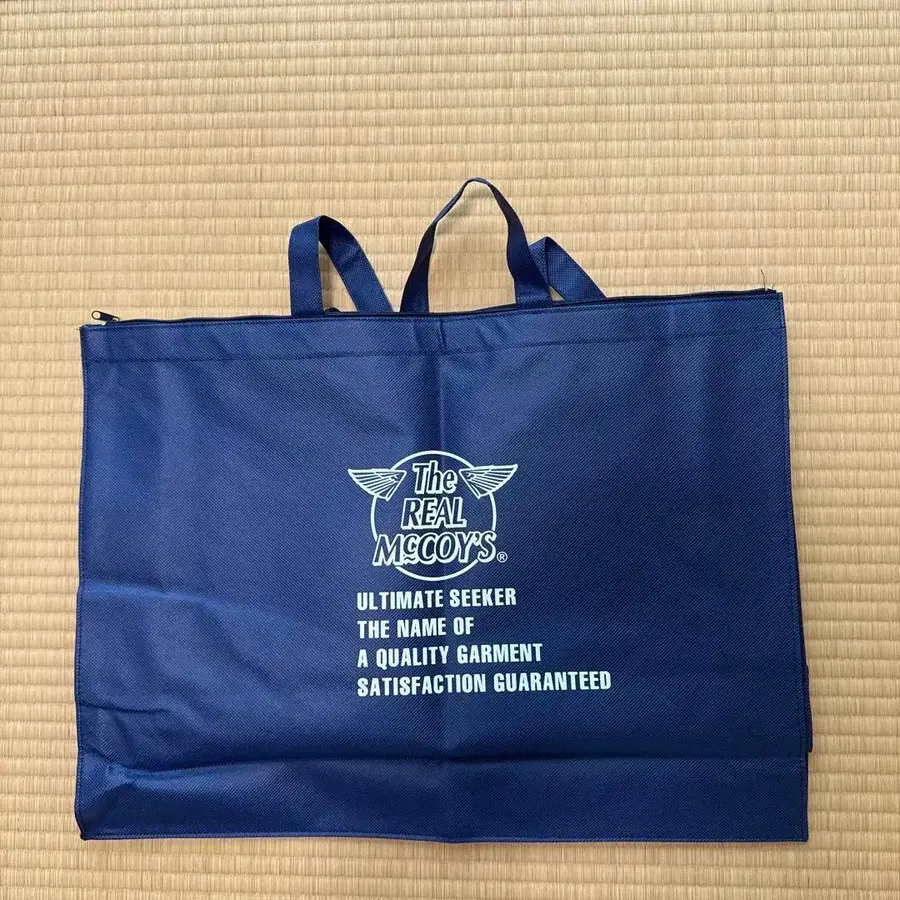 The
REAL
McCOY'S®
ULTIMATE SEEKER
THE NAME OF
A QUALITY GARMENT
SATISFACTION GUARANTEED